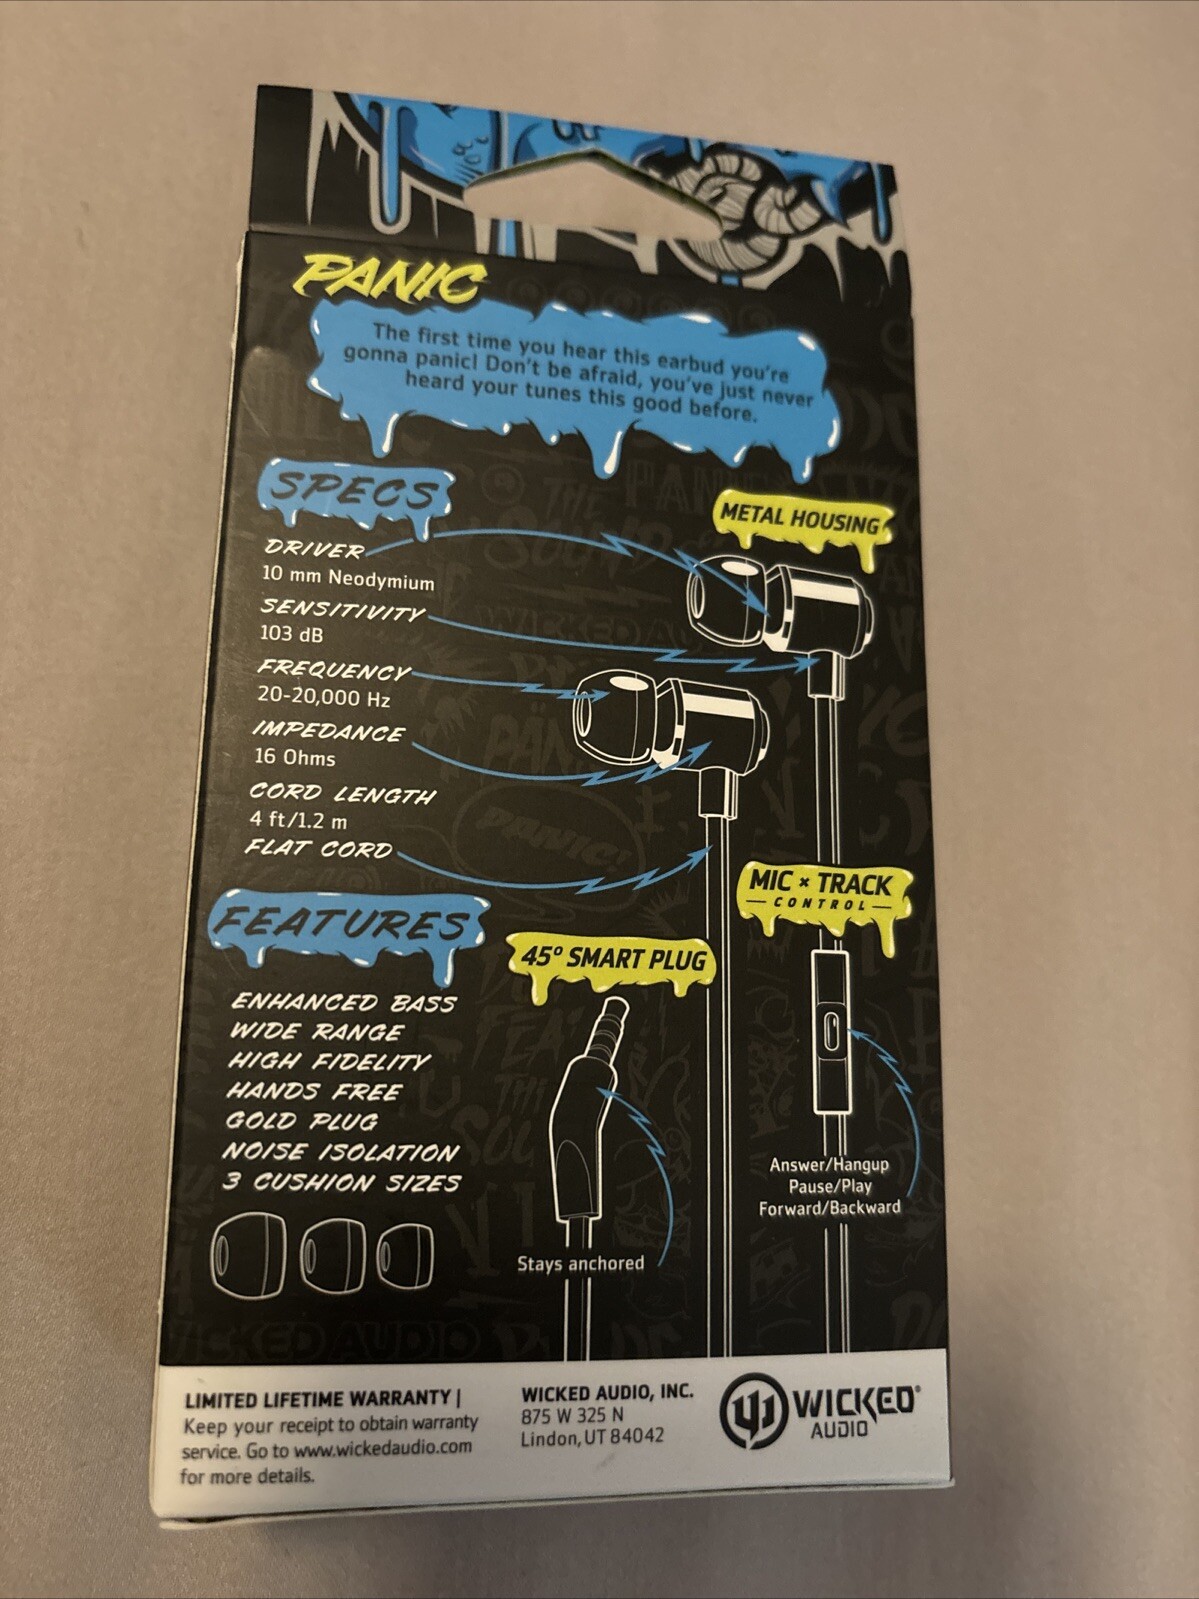 PANIC
The first time you hear this earbud you're
gonna panic! Don't be afraid, you've just never
heard your tunes this good before.
SPECS
DRIVER
10 mm Neodymium
SENSITIVITY
103 dB
FREQUENCY
20-20,000 Hz
IMPEDANCE
16 Ohms
CORD LENGTH
4 ft/1.2 m
FLAT CORD
METAL HOUSING
MIC × TRACK
CONTROL
Answer/Hangup
Pause/Play
Forward/Backward
FEATURES
ENHANCED BASS
WIDE RANGE
HIGH FIDELITY
HANDS FREE
GOLD PLUG
NOISE ISOLATION
3 CUSHION SIZES
45° SMART PLUG
Stays anchored
LIMITED LIFETIME WARRANTY |
Keep your receipt to obtain warranty
service. Go to www.wickedaudio.com
for more details.
WICKED AUDIO, INC.
875 W 325 N
Lindon, UT 84042
WICKED®
AUDIO